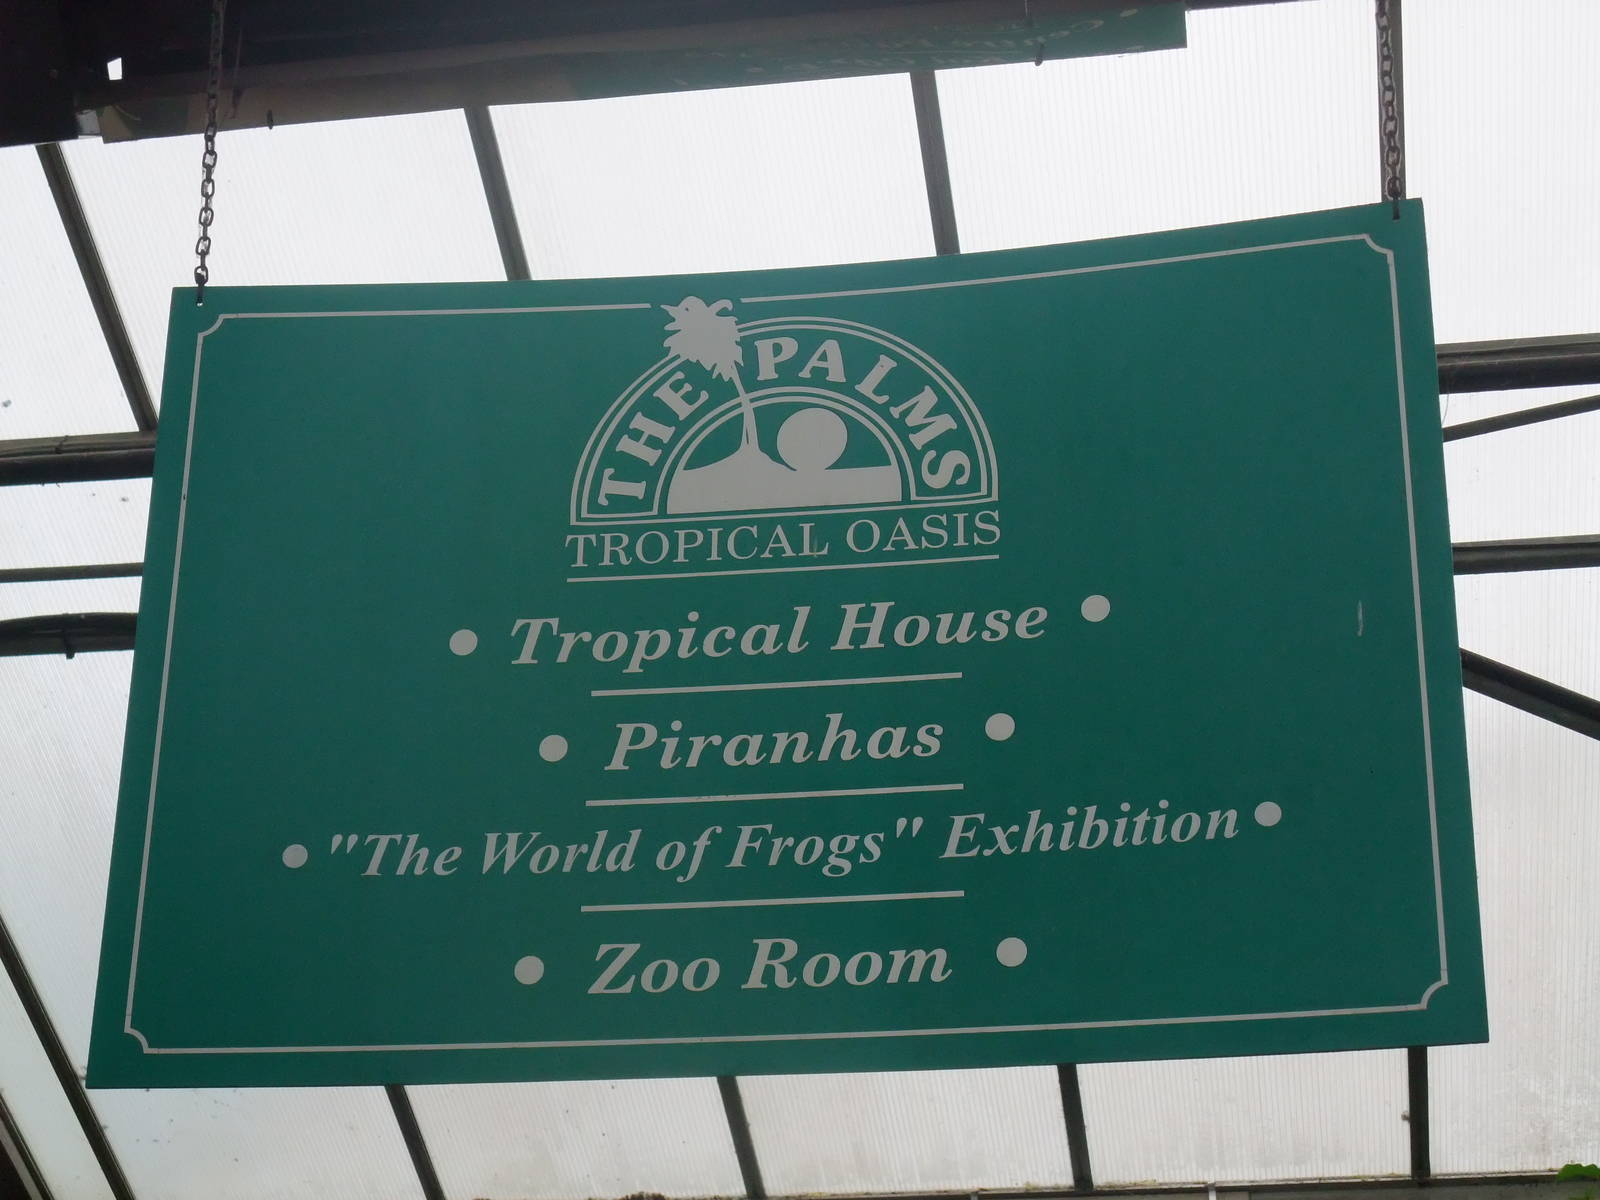 THE PALMS
TROPICAL OASIS
• Tropical House •
• Piranhas •
• "The World of Frogs" Exhibition •
• Zoo Room •